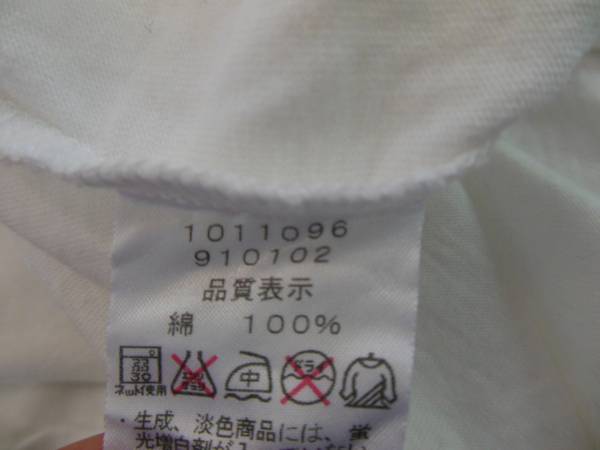 1011096
910102
品質表示
綿 100%
30 中
ネット使用
・生成、淡色商品には、蛍
光増白剤が入